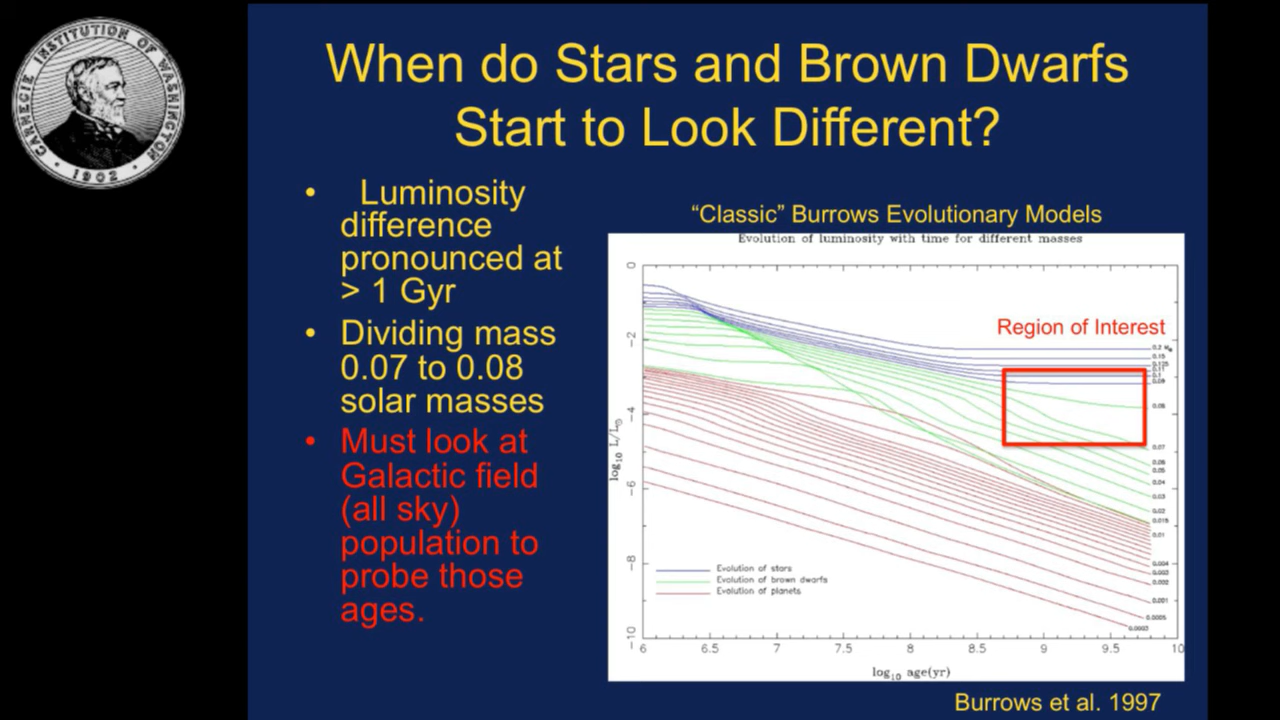 CARNEGIE INSTITUTION OF WASHINGTON
1902
When do Stars and Brown Dwarfs
Start to Look Different?
• Luminosity
difference
pronounced at
> 1 Gyr
• Dividing mass
0.07 to 0.08
solar masses
• Must look at
Galactic field
(all sky)
population to
probe those
ages.
“Classic” Burrows Evolutionary Models
Evolution of luminosity with time for different masses
Region of Interest
log10 L/L☉
0
-2
-4
-6
-8
-10
0.15
0.125
0.11
0.1
0.09
0.08
0.07
0.06
0.05
0.04
0.03
0.02
0.015
0.01
0.004
0.003
0.002
0.001
0.0005
0.0003
Evolution of stars
Evolution of brown dwarfs
Evolution of planets
6 6.5 7 7.5 8 8.5 9 9.5 10
log10 age(yr)
Burrows et al. 1997